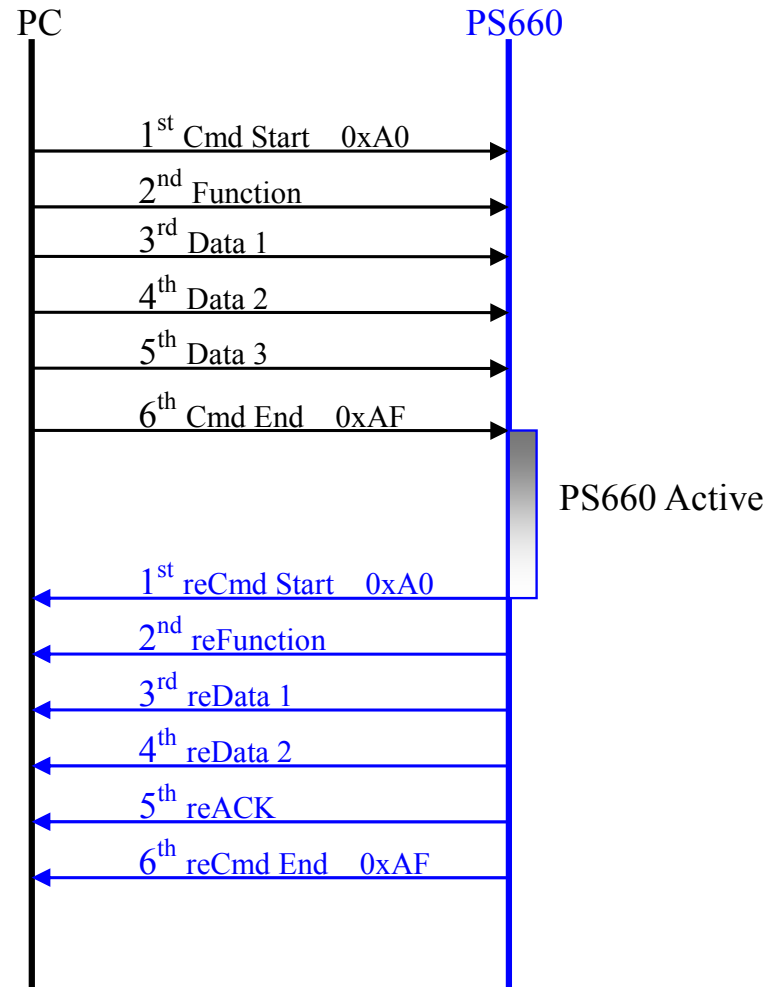 PC PS660
1st Cmd Start 0xA0
2nd Function
3rd Data 1
4th Data 2
5th Data 3
6th Cmd End 0xAF
PS660 Active
1st reCmd Start 0xA0
2nd reFunction
3rd reData 1
4th reData 2
5th reACK
6th reCmd End 0xAF